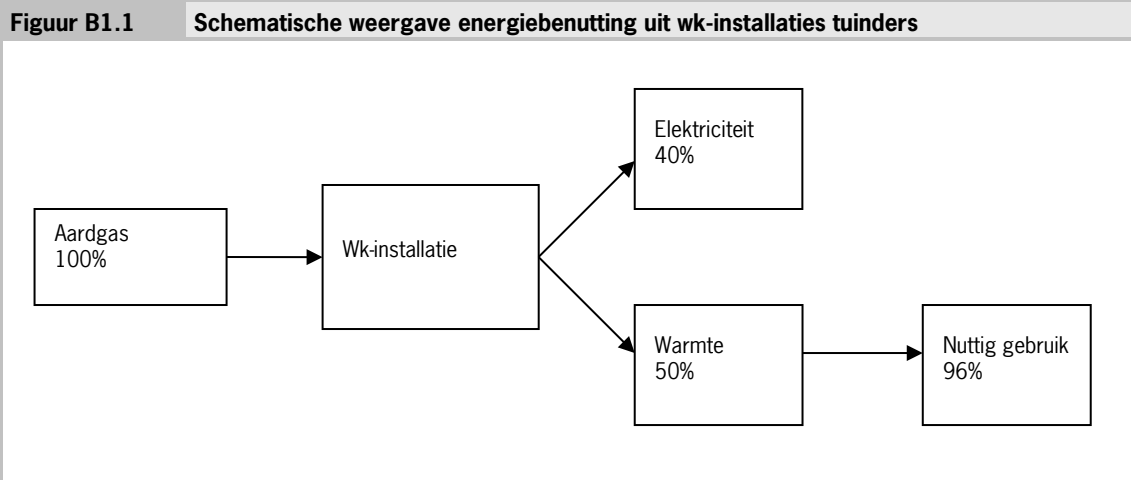 Figuur B1.1 Schematische weergave energiebenutting uit wk-installaties tuinders
Elektriciteit
40%
Aardgas
100%
Wk-installatie
Warmte
50%
Nuttig gebruik
96%